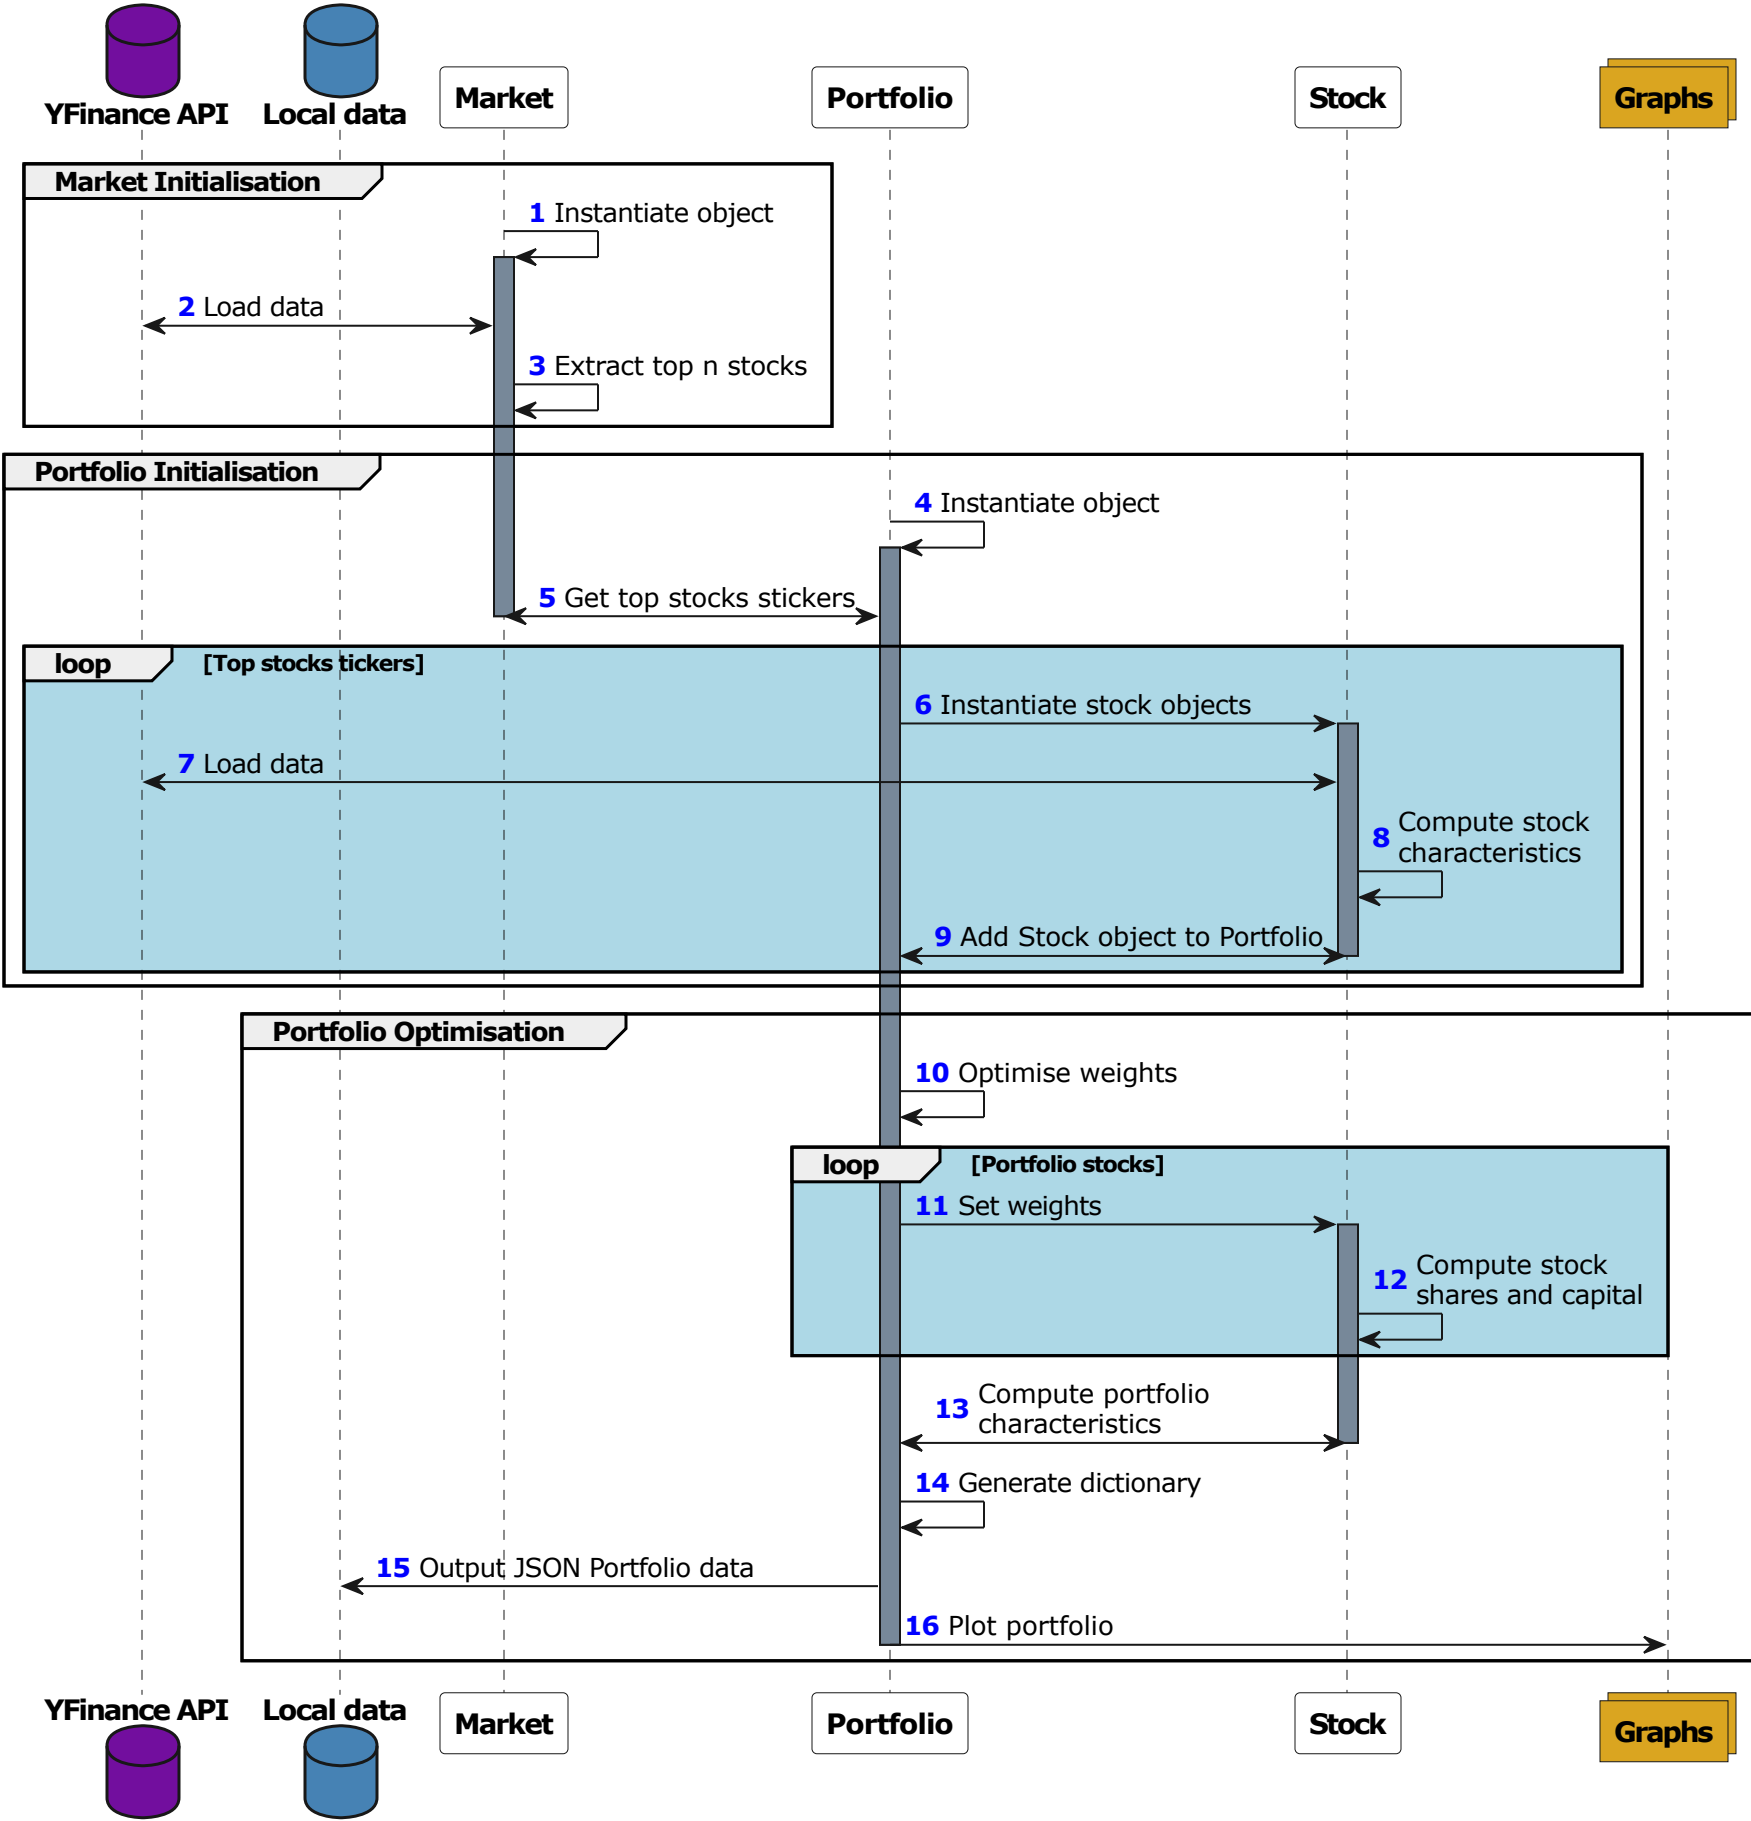 YFinance API
Local data
Market
Portfolio
Stock
Graphs
Market Initialisation
1 Instantiate object
2 Load data
3 Extract top n stocks
Portfolio Initialisation
4 Instantiate object
5 Get top stocks stickers
loop [Top stocks tickers]
6 Instantiate stock objects
7 Load data
8 Compute stock
characteristics
9 Add Stock object to Portfolio
Portfolio Optimisation
10 Optimise weights
loop [Portfolio stocks]
11 Set weights
12 Compute stock
shares and capital
13 Compute portfolio
characteristics
14 Generate dictionary
15 Output JSON Portfolio data
16 Plot portfolio
YFinance API
Local data
Market
Portfolio
Stock
Graphs